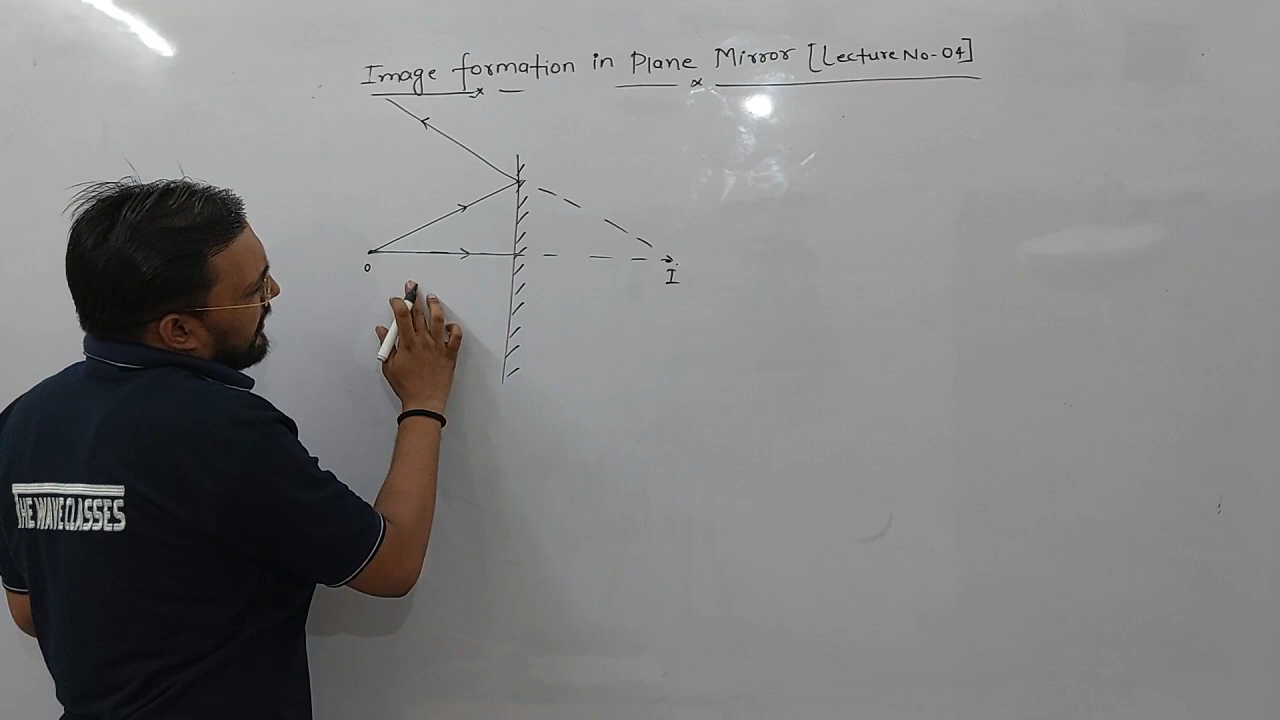 Image formation in Plane Mirror [Lecture No-04]
O
I
THE WAVE CLASSES